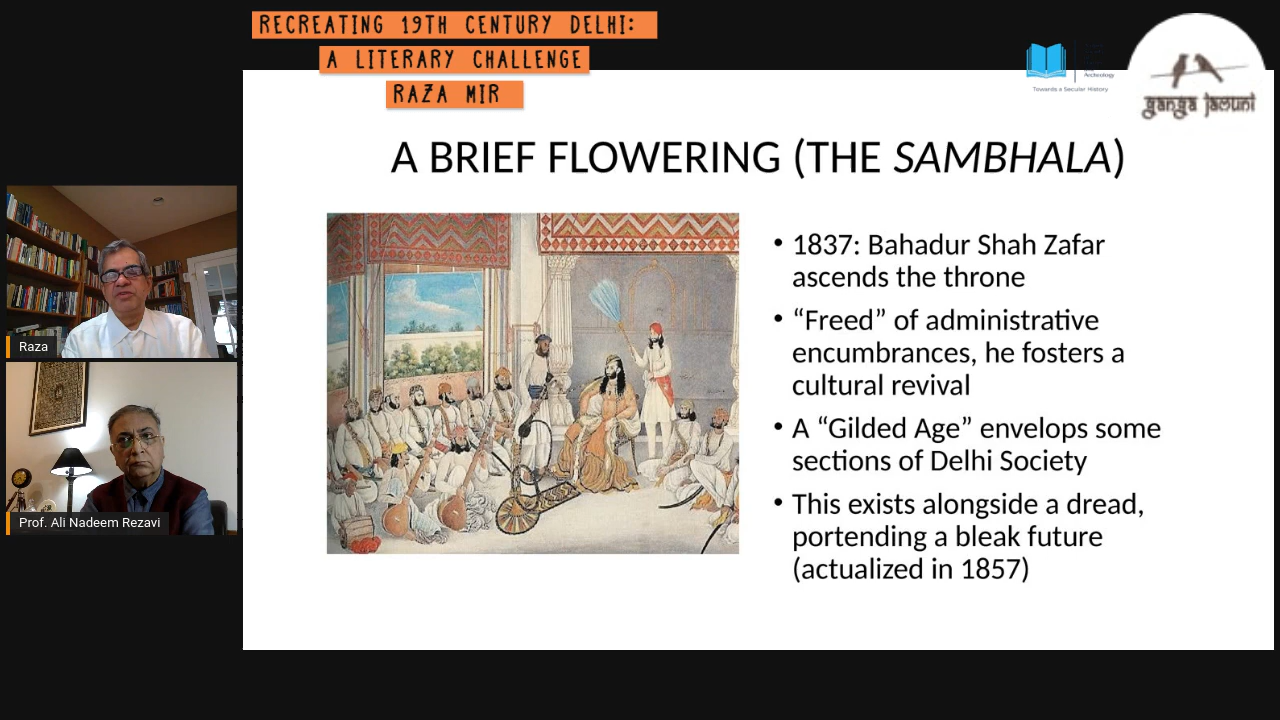 RECREATING 19TH CENTURY DELHI:
A LITERARY CHALLENGE
RAZA MIR
Archeology
Towards a Secular History
ganga jamuni
A BRIEF FLOWERING (THE SAMBHALA)
• 1837: Bahadur Shah Zafar
ascends the throne
• “Freed” of administrative
encumbrances, he fosters a
cultural revival
• A “Gilded Age” envelops some
sections of Delhi Society
• This exists alongside a dread,
portending a bleak future
(actualized in 1857)
Raza
Prof. Ali Nadeem Rezavi